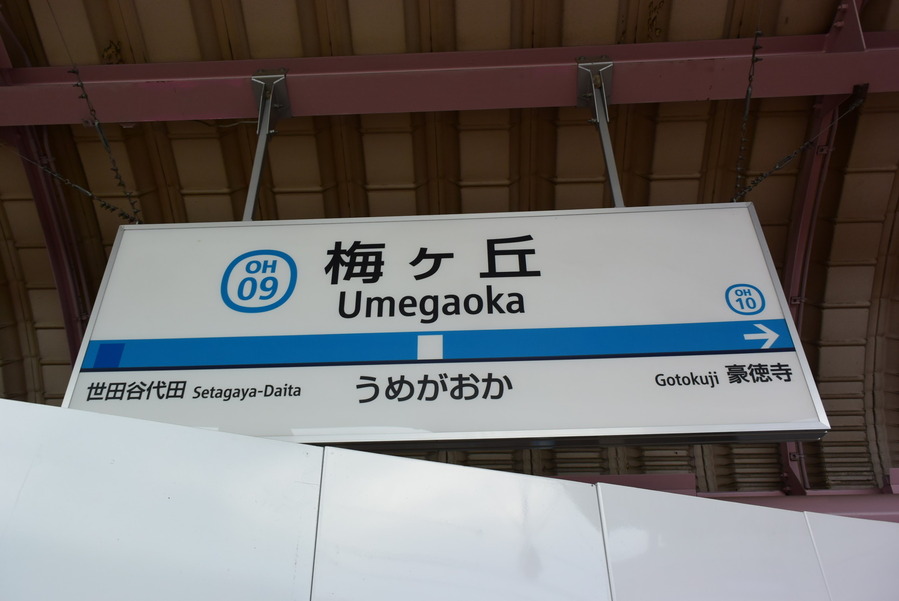 OH
09
梅ヶ丘
Umegaoka
OH
10
世田谷代田 Setagaya-Daita
うめがおか
Gotokuji 豪徳寺